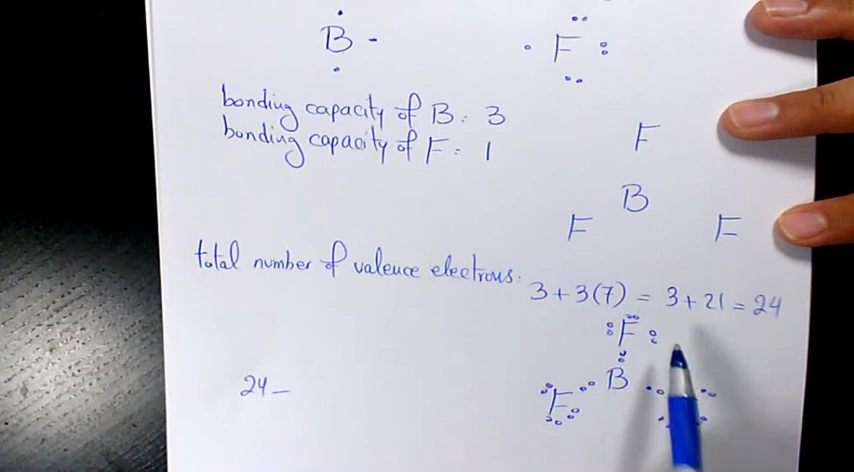 B F
bonding capacity of B: 3
bonding capacity of F: 1
F
B
F F
total number of valence electrons:
3 + 3(7) = 3 + 21 = 24
F
24 — B
F